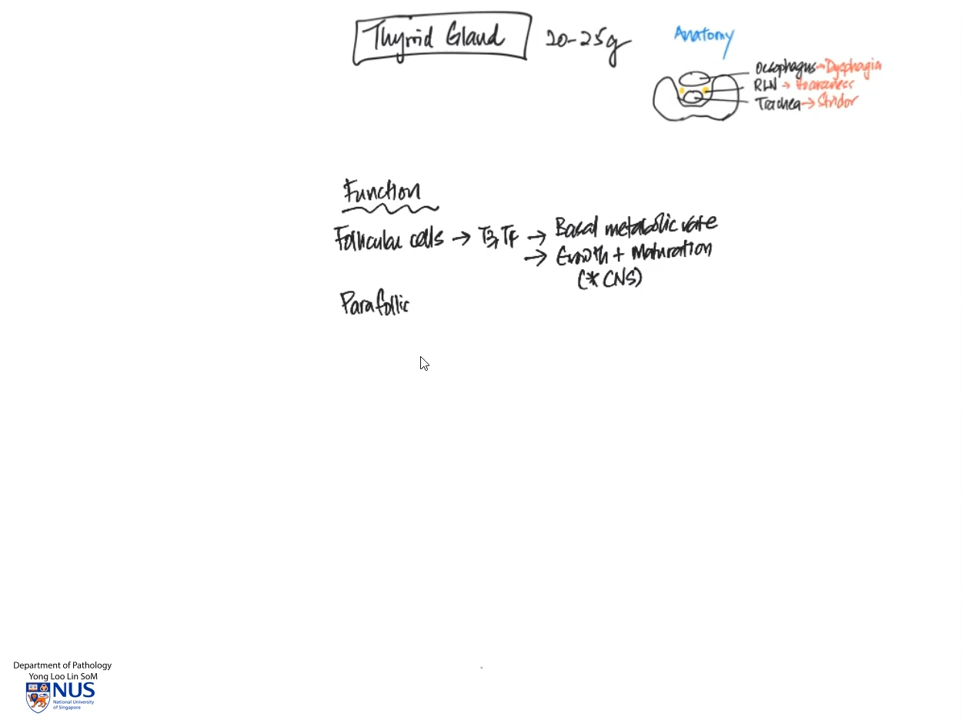 Thyroid Gland 20-25g
Anatomy
Oesophagus → Dysphagia
RLN → Hoarseness
Trachea → Stridor
Function
Follicular cells → T3, T4 → Basal metabolic rate
→ Growth + Maturation
(* CNS)
Parafollic
Department of Pathology
Yong Loo Lin SoM
NUS
National University
of Singapore